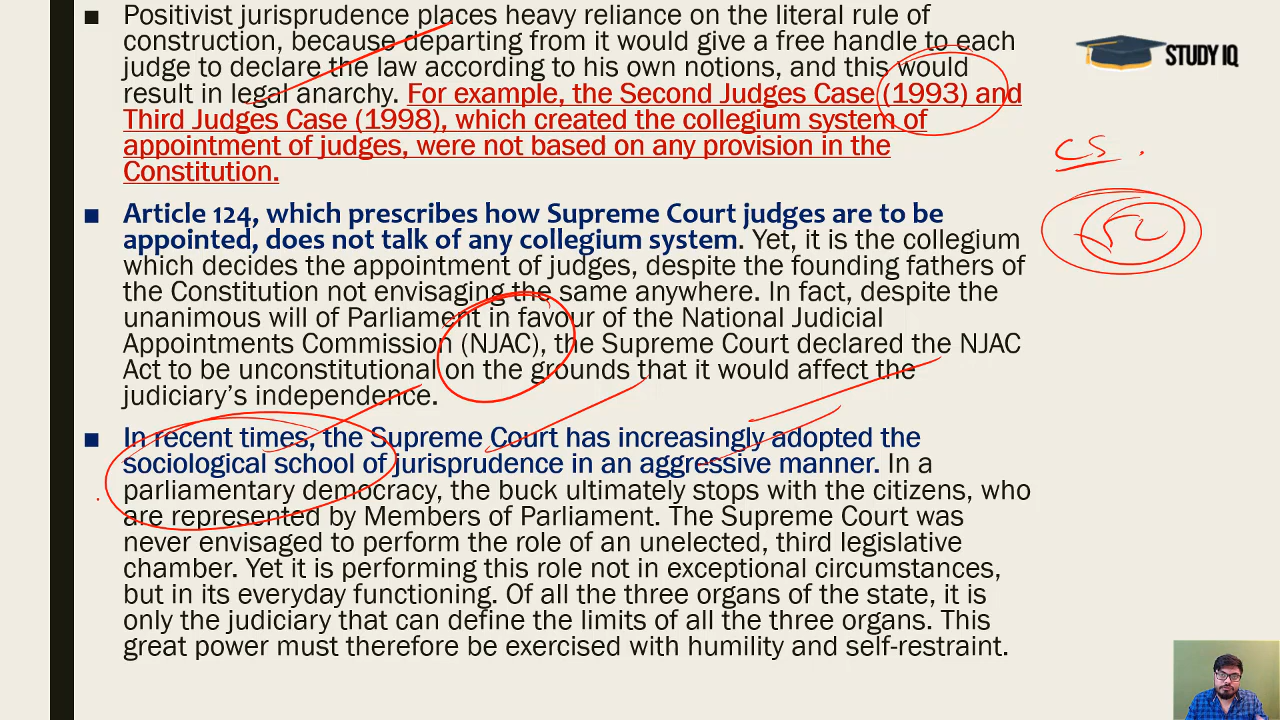 Positivist jurisprudence places heavy reliance on the literal rule of
construction, because departing from it would give a free handle to each
judge to declare the law according to his own notions, and this would
result in legal anarchy. For example, the Second Judges Case (1993) and
Third Judges Case (1998), which created the collegium system of
appointment of judges, were not based on any provision in the
Constitution.
Article 124, which prescribes how Supreme Court judges are to be
appointed, does not talk of any collegium system. Yet, it is the collegium
which decides the appointment of judges, despite the founding fathers of
the Constitution not envisaging the same anywhere. In fact, despite the
unanimous will of Parliament in favour of the National Judicial
Appointments Commission (NJAC), the Supreme Court declared the NJAC
Act to be unconstitutional on the grounds that it would affect the
judiciary's independence.
In recent times, the Supreme Court has increasingly adopted the
sociological school of jurisprudence in an aggressive manner. In a
parliamentary democracy, the buck ultimately stops with the citizens, who
are represented by Members of Parliament. The Supreme Court was
never envisaged to perform the role of an unelected, third legislative
chamber. Yet it is performing this role not in exceptional circumstances,
but in its everyday functioning. Of all the three organs of the state, it is
only the judiciary that can define the limits of all the three organs. This
great power must therefore be exercised with humility and self-restraint.
STUDY IQ
CS